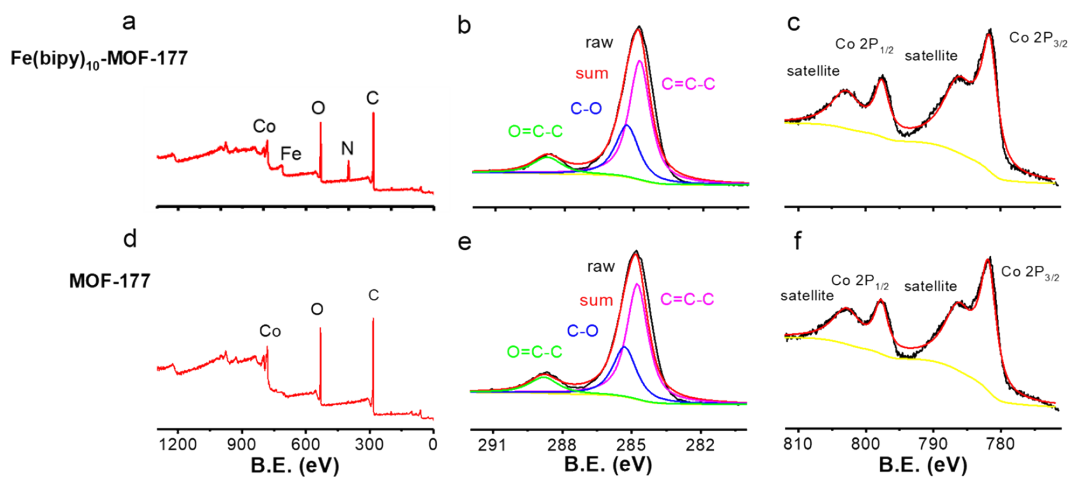 a
Fe(bipy)₁₀-MOF-177
Co
Fe
O
N
C
b
raw
sum
C=C-C
C-O
O=C-C
c
Co 2P₁/₂
Co 2P₃/₂
satellite
satellite
d
MOF-177
Co
O
C
1200 900 600 300 0
B.E. (eV)
e
raw
sum
C=C-C
C-O
O=C-C
291 288 285 282
B.E. (eV)
f
Co 2P₁/₂
Co 2P₃/₂
satellite
satellite
810 800 790 780
B.E. (eV)